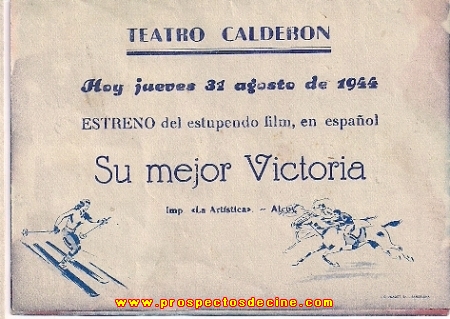 TEATRO CALDERON
Hoy jueves 31 agosto de 1944
ESTRENO del estupendo film, en español
Su mejor Victoria
Imp «La Artística». - Alcoy
www.prospectosdecine.com